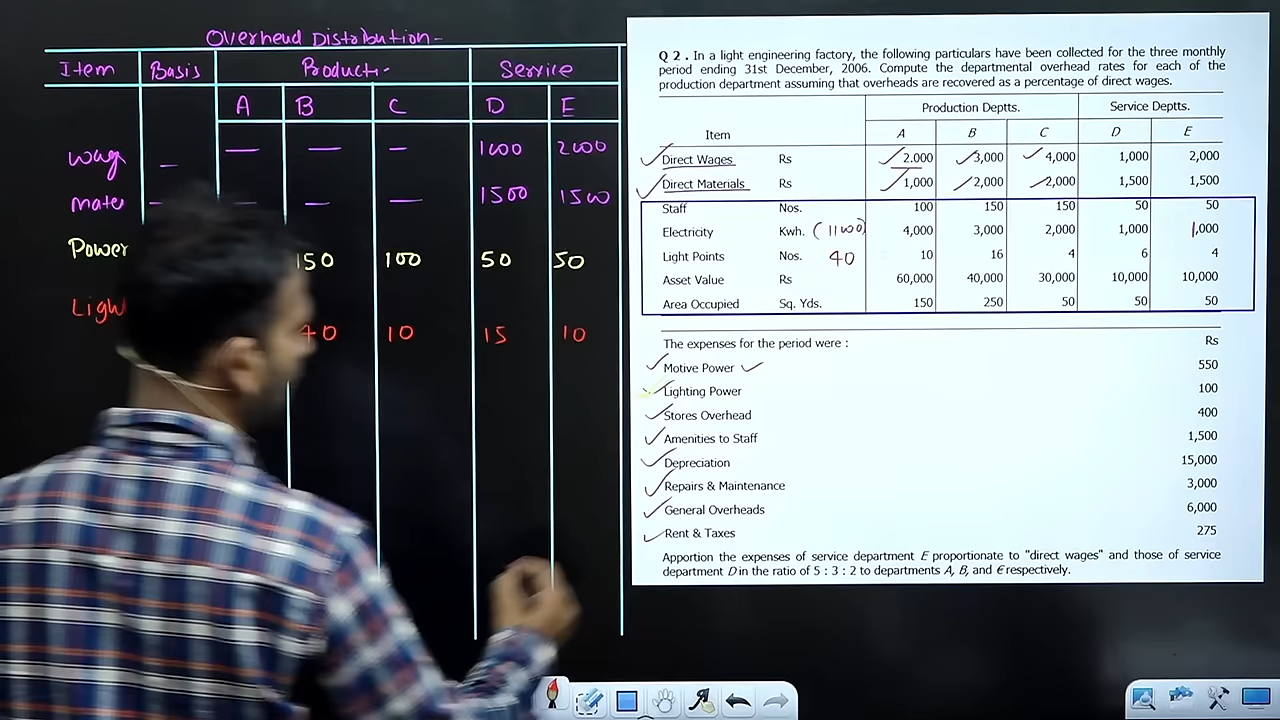 Overhead Distribution-
Item Basis Producti- Service
A B C D E
wag - - - - 1000 2000
mate - - - - 1500 1500
Power 150 100 50 50
Ligh 40 10 15 10
Q 2 . In a light engineering factory, the following particulars have been collected for the three monthly
period ending 31st December, 2006. Compute the departmental overhead rates for each of the
production department assuming that overheads are recovered as a percentage of direct wages.
Production Deptts. Service Deptts.
Item A B C D E
Direct Wages Rs 2.000 3,000 4,000 1,000 2,000
Direct Materials Rs 1,000 2,000 2,000 1,500 1,500
Staff Nos. 100 150 150 50 50
Electricity Kwh. (1100) 4,000 3,000 2,000 1,000 1,000
Light Points Nos. 40 10 16 4 6 4
Asset Value Rs 60,000 40,000 30,000 10,000 10,000
Area Occupied Sq. Yds. 150 250 50 50 50
The expenses for the period were : Rs
Motive Power 550
Lighting Power 100
Stores Overhead 400
Amenities to Staff 1,500
Depreciation 15,000
Repairs & Maintenance 3,000
General Overheads 6,000
Rent & Taxes 275
Apportion the expenses of service department E proportionate to "direct wages" and those of service
department D in the ratio of 5 : 3 : 2 to departments A, B, and C respectively.